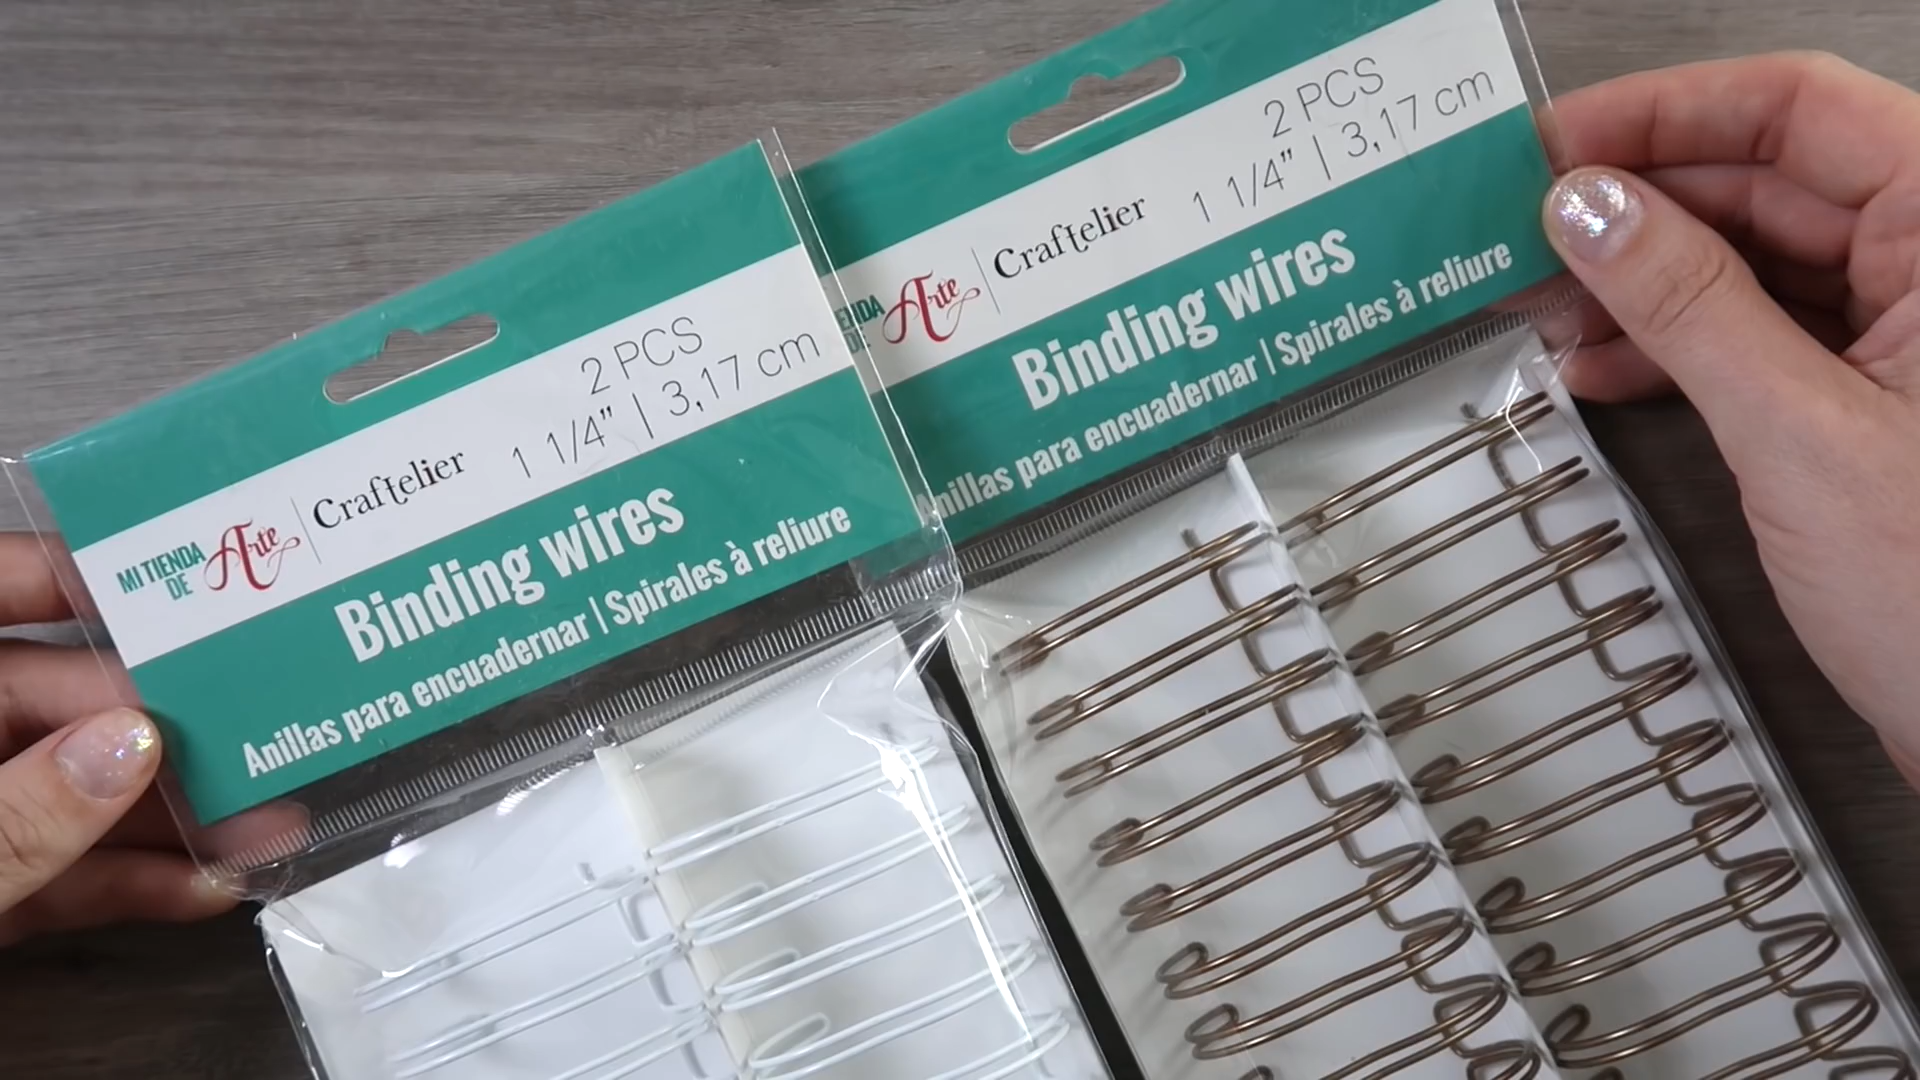 2 PCS
1 1/4" | 3,17 cm
MI TIENDA
DE Arte | Craftelier
Binding wires
Anillas para encuadernar | Spirales à reliure
2 PCS
1 1/4" | 3,17 cm
Arte | Craftelier
Binding wires
Anillas para encuadernar | Spirales à reliure